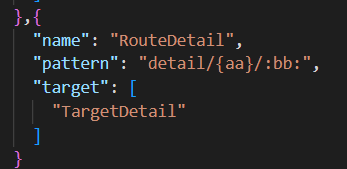 },{
"name": "RouteDetail",
"pattern": "detail/{aa}/:bb:",
"target": [
"TargetDetail"
]
}